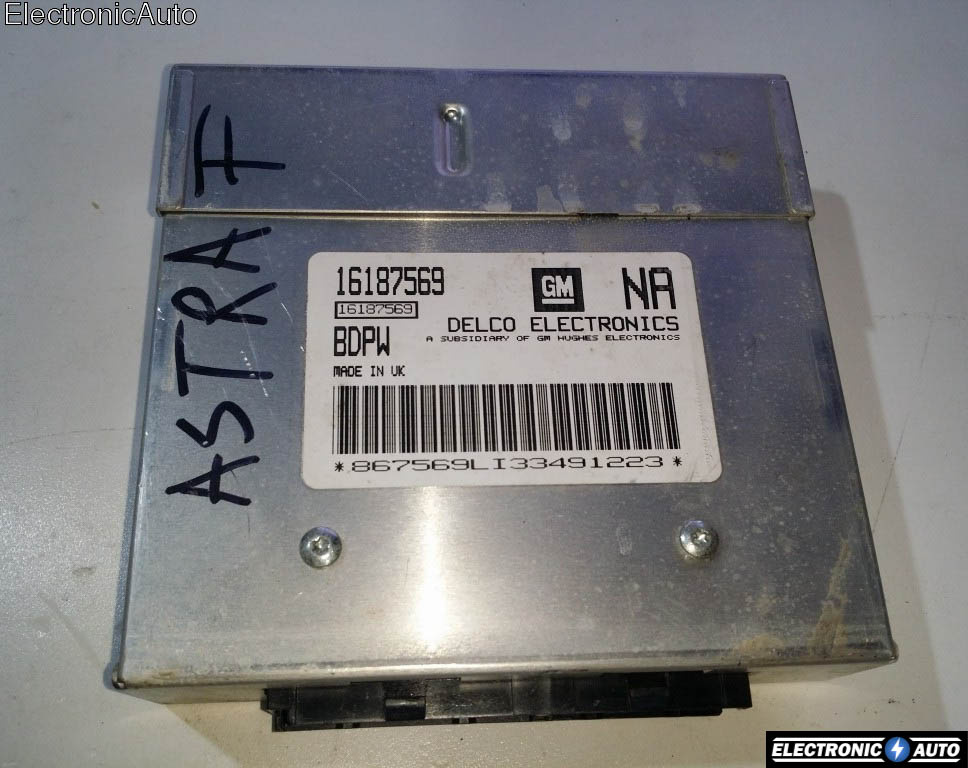 ElectronicAuto
ASTRA F
16187569
16187569
BDPW
MADE IN UK
GM
NA
DELCO ELECTRONICS
A SUBSIDIARY OF GM HUGHES ELECTRONICS
*867569LI33491223*
ELECTRONIC AUTO